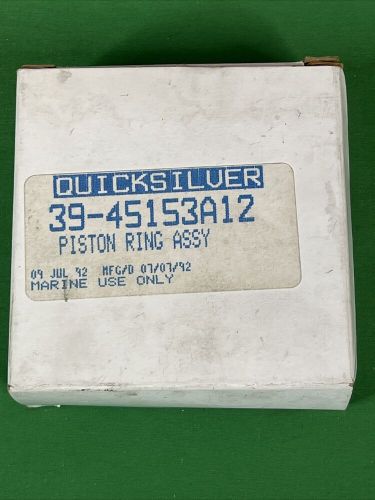 QUICKSILVER
39-45153A12
PISTON RING ASSY
09 JUL 92 MFG/D 07/07/92
MARINE USE ONLY